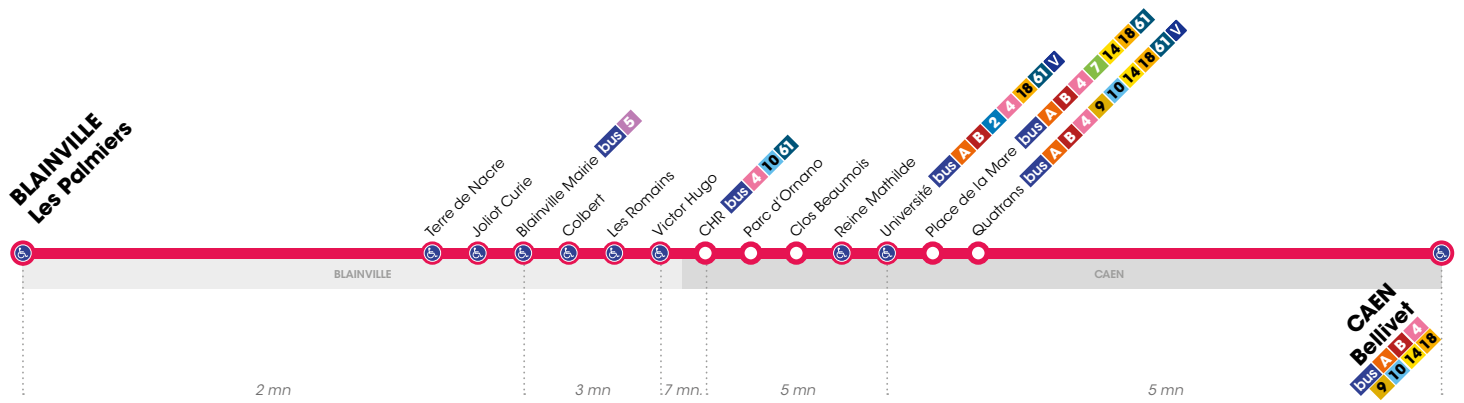 BLAINVILLE
Les Palmiers
Terre de Nacre
Joliot Curie
Blainville Mairie bus 5
Colbert
Les Romains
Victor Hugo
CHR bus 4 10 61
Parc d'Ornano
Clos Beaumois
Reine Mathilde
Université bus A B 2 4 18 61 V
Place de la Mare bus A B 4 7 14 18 61
Quatrans bus A B 4 9 10 14 18 61 V
CAEN
Bellivet
bus A B 4
9 10 14 18
BLAINVILLE
CAEN
2 mn
3 mn
7 mn.
5 mn
5 mn